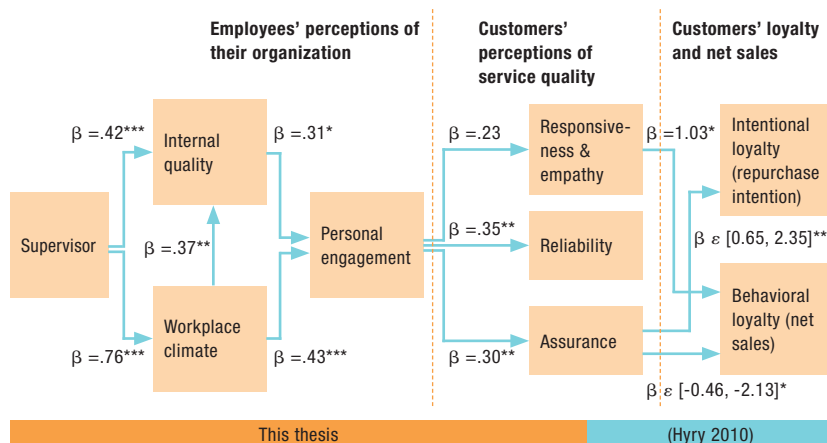 Employees’ perceptions of
their organization
Customers’
perceptions of
service quality
Customers’ loyalty
and net sales
β =.42***
Internal
quality
β =.31*
β =.23
Responsive-
ness &
empathy
β =1.03*
Intentional
loyalty
(repurchase
intention)
Supervisor
β =.37**
Personal
engagement
β =.35**
Reliability
β ε [0.65, 2.35]**
β =.76***
Workplace
climate
β =.43***
β =.30**
Assurance
Behavioral
loyalty (net
sales)
β ε [-0.46, -2.13]*
This thesis
(Hyry 2010)